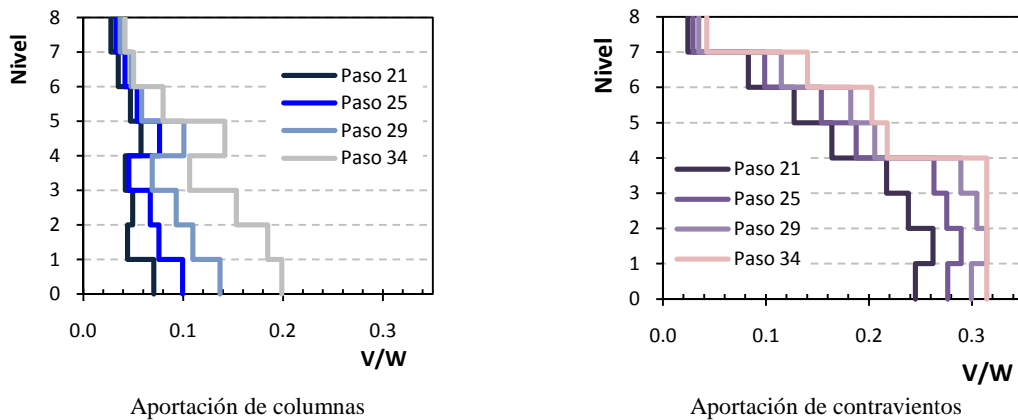 Nivel
8
7
6
5
4
3
2
1
0
Paso 21
Paso 25
Paso 29
Paso 34
0.0 0.1 0.2 0.3
V/W
Aportación de columnas
Nivel
8
7
6
5
4
3
2
1
0
Paso 21
Paso 25
Paso 29
Paso 34
0.0 0.1 0.2 0.3
V/W
Aportación de contravientos